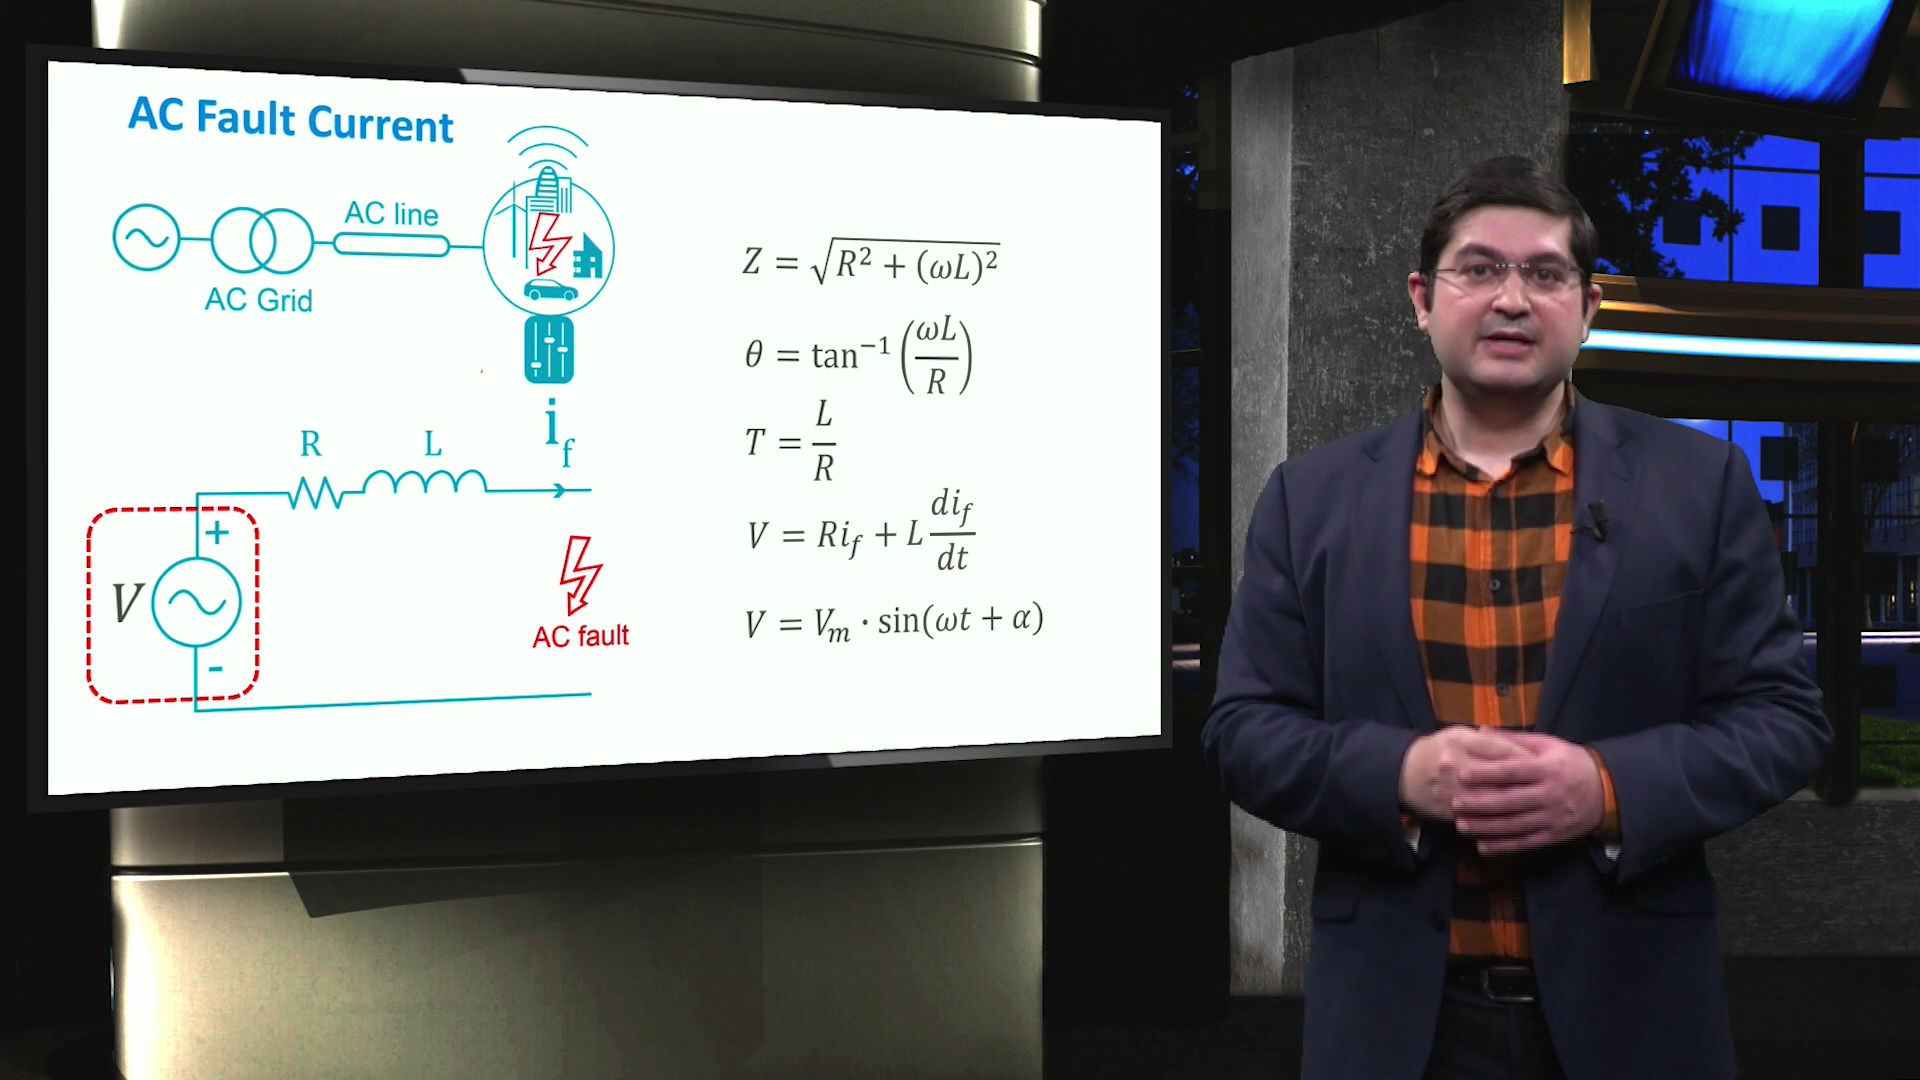 AC Fault Current
AC line
AC Grid
R
L
i_f
+
V
-
AC fault
Z = √(R² + (ωL)²)
θ = tan⁻¹(ωL/R)
T = L/R
V = Ri_f + L di_f/dt
V = V_m · sin(ωt + α)